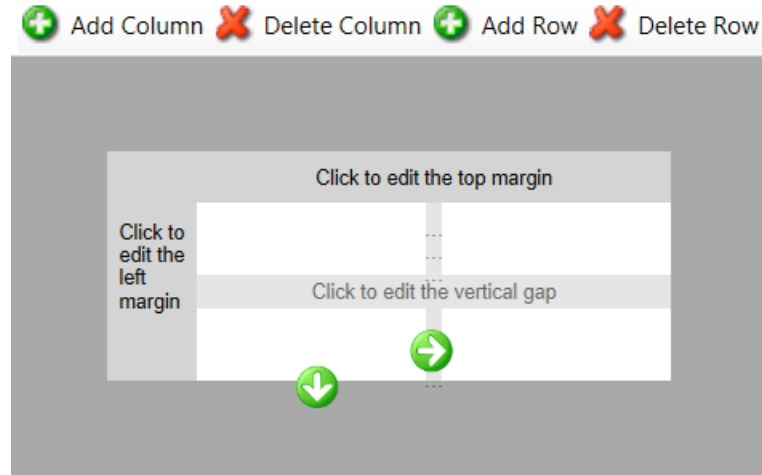 Add Column Delete Column Add Row Delete Row
Click to edit the top margin
Click to
edit the
left
margin
Click to edit the vertical gap